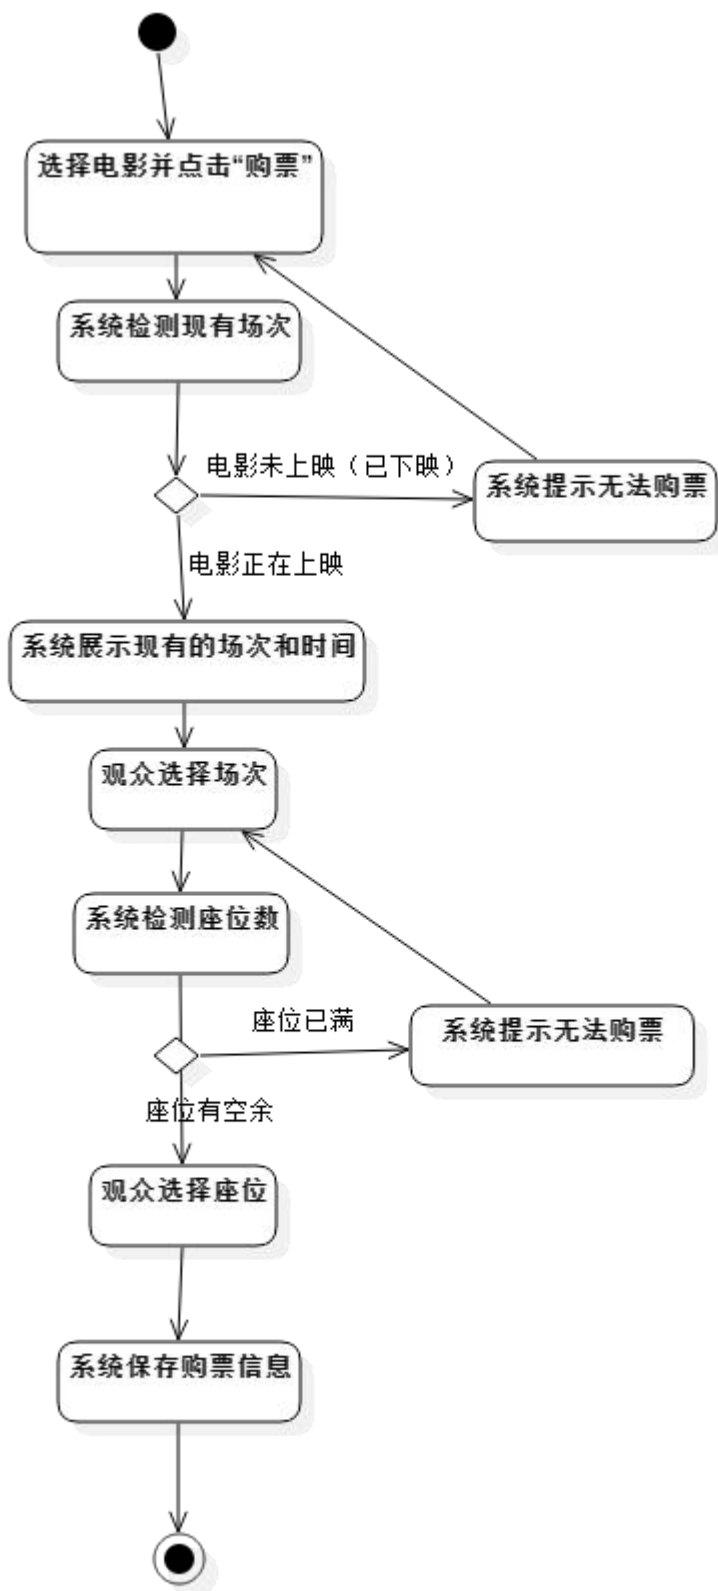 选择电影并点击“购票”
系统检测现有场次
电影未上映（已下映）
系统提示无法购票
电影正在上映
系统展示现有的场次和时间
观众选择场次
系统检测座位数
座位已满
系统提示无法购票
座位有空余
观众选择座位
系统保存购票信息